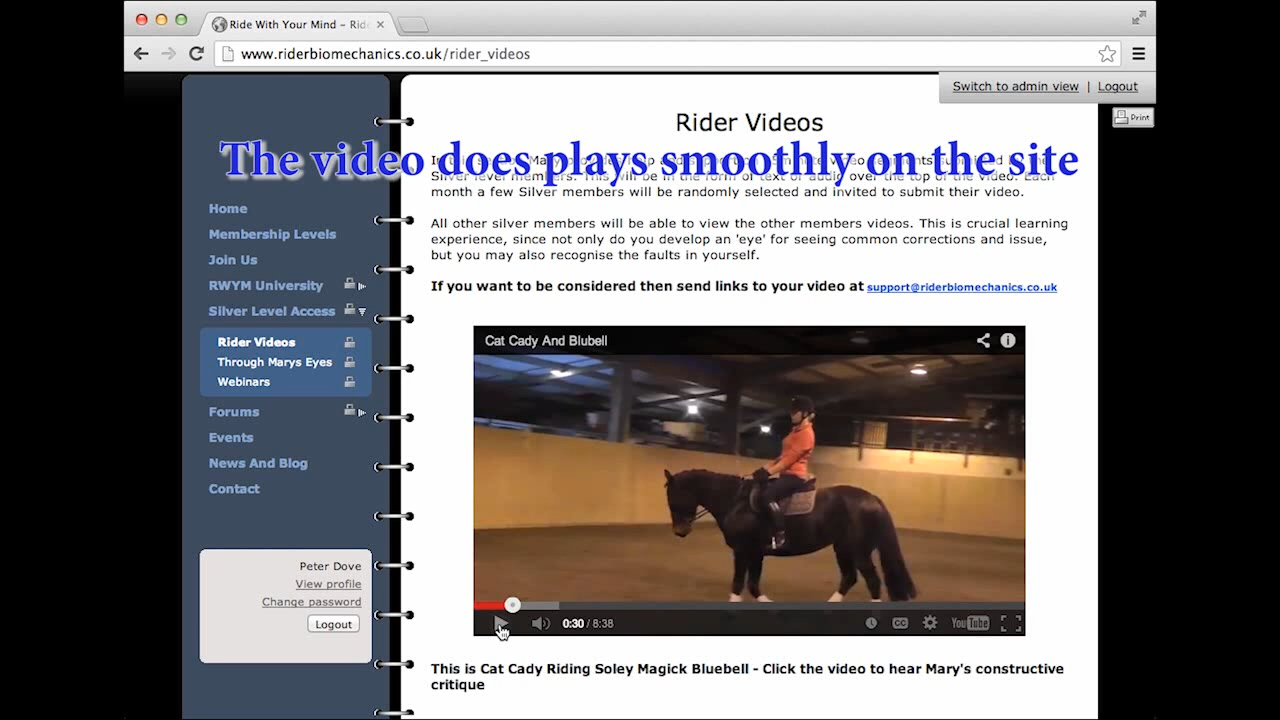 Ride With Your Mind – Rid
www.riderbiomechanics.co.uk/rider_videos
Switch to admin view | Logout
Print
Rider Videos
The video does plays smoothly on the site
Silver level members. This will be in the form of text or audio over the top of the video. Each
month a few Silver members will be randomly selected and invited to submit their video.
All other silver members will be able to view the other members videos. This is crucial learning
experience, since not only do you develop an 'eye' for seeing common corrections and issue,
but you may also recognise the faults in yourself.
If you want to be considered then send links to your video at support@riderbiomechanics.co.uk
Home
Membership Levels
Join Us
RWYM University
Silver Level Access
Rider Videos
Through Marys Eyes
Webinars
Forums
Events
News And Blog
Contact
Peter Dove
View profile
Change password
Logout
Cat Cady And Blubell
0:30 / 8:38
CC
YouTube
This is Cat Cady Riding Soley Magick Bluebell - Click the video to hear Mary's constructive
critique